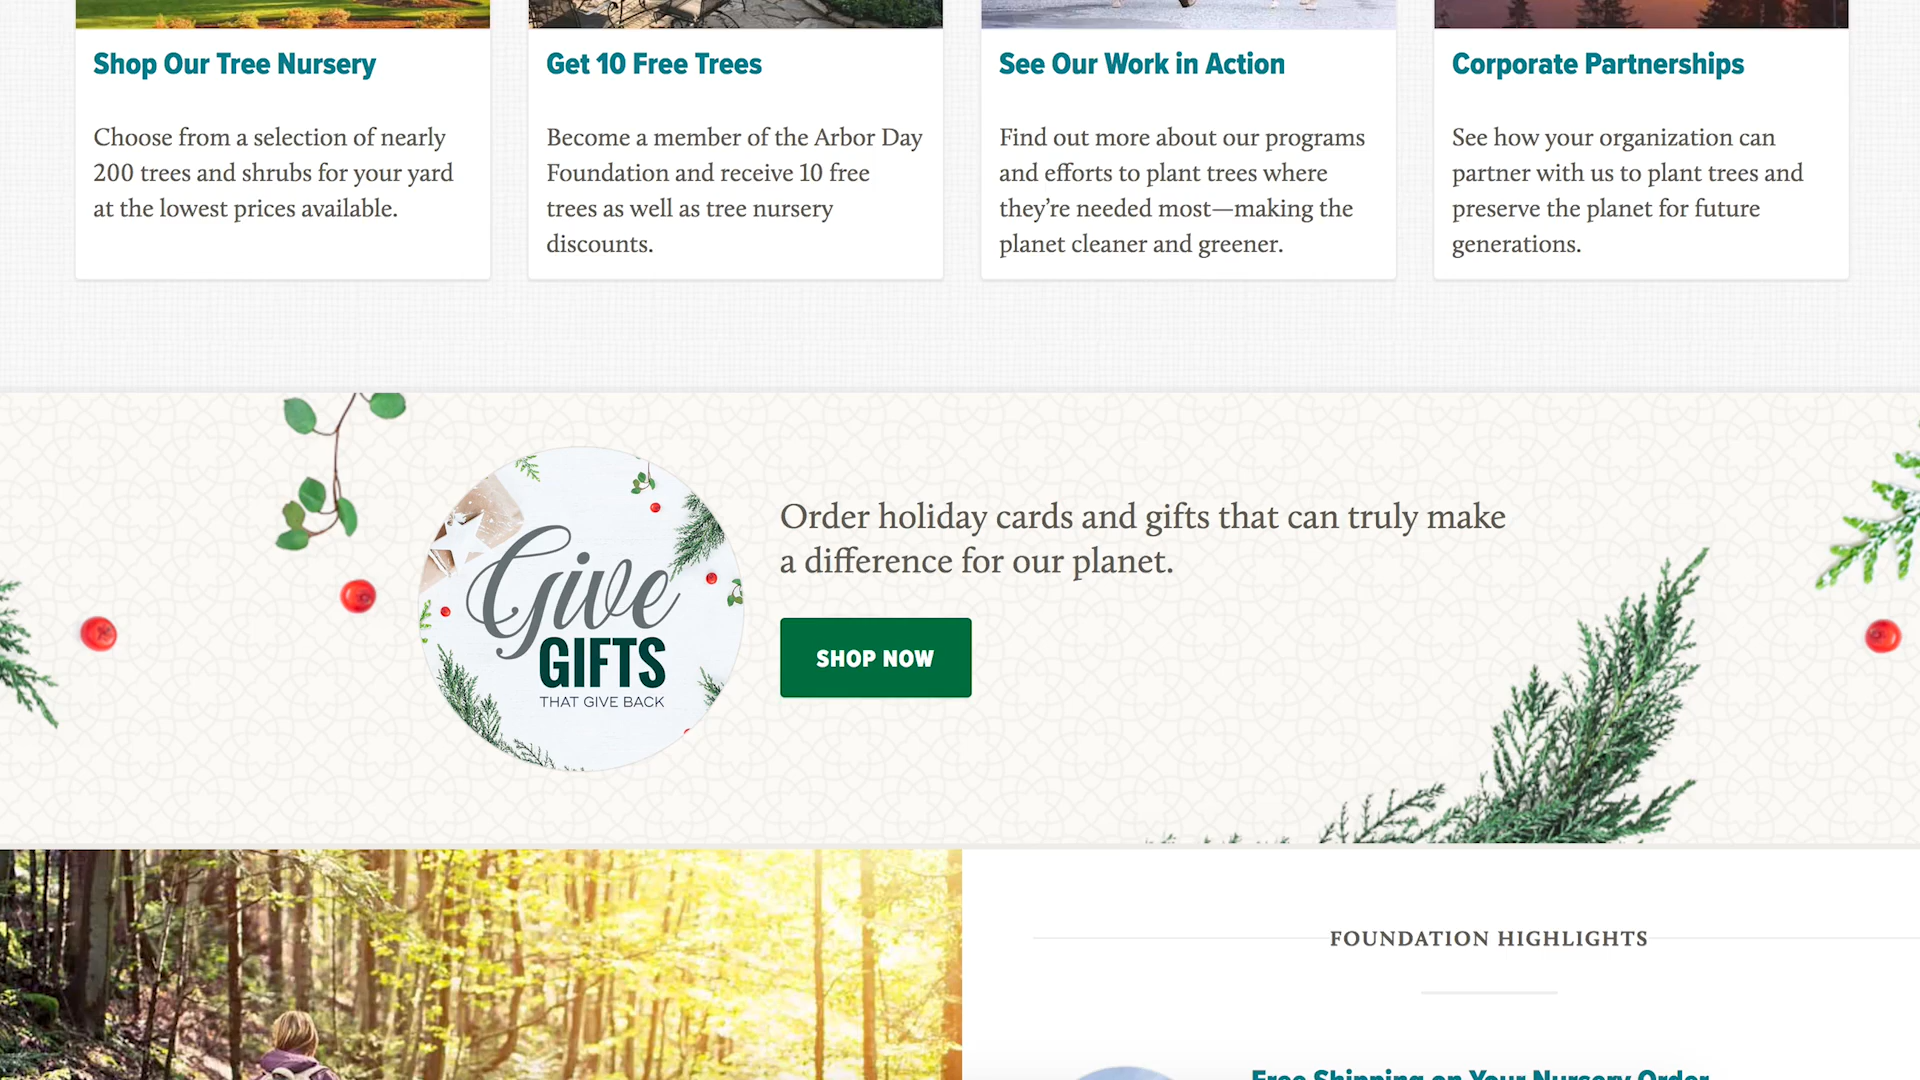 Shop Our Tree Nursery
Choose from a selection of nearly
200 trees and shrubs for your yard
at the lowest prices available.
Get 10 Free Trees
Become a member of the Arbor Day
Foundation and receive 10 free
trees as well as tree nursery
discounts.
See Our Work in Action
Find out more about our programs
and efforts to plant trees where
they’re needed most—making the
planet cleaner and greener.
Corporate Partnerships
See how your organization can
partner with us to plant trees and
preserve the planet for future
generations.
Give
GIFTS
THAT GIVE BACK
Order holiday cards and gifts that can truly make
a difference for our planet.
SHOP NOW
FOUNDATION HIGHLIGHTS
Free Shipping on Your Nursery Order